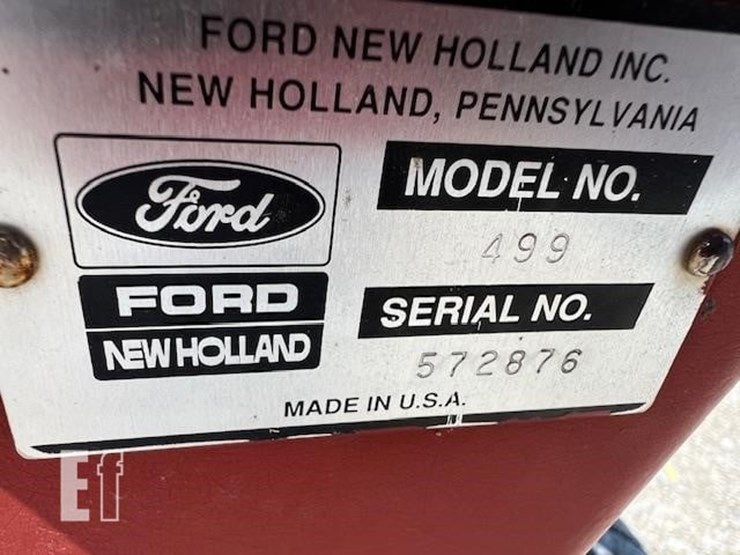 FORD NEW HOLLAND INC.
NEW HOLLAND, PENNSYLVANIA
Ford
FORD
NEW HOLLAND
MODEL NO.
499
SERIAL NO.
572876
MADE IN U.S.A.
Ef